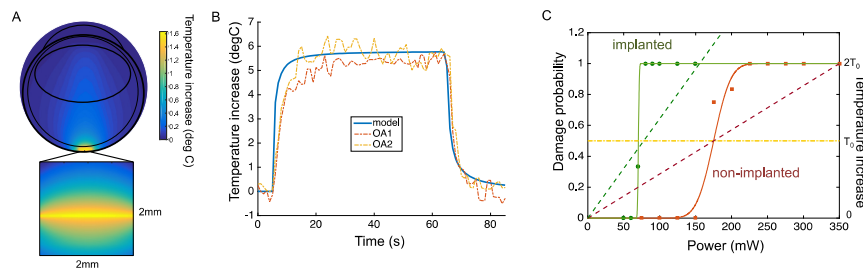 A
1.6
1.4
1.2
1
0.8
0.6
0.4
0.2
0
Temperature increase (deg C)
2mm
2mm
B
Temperature increase (degC)
7
6
5
4
3
2
1
0
-1
0 20 40 60 80
Time (s)
model
OA1
OA2
C
Damage probability
1.2
1
0.8
0.6
0.4
0.2
0
implanted
non-implanted
0 50 100 150 200 250 300 350
Power (mW)
2T0
T0
0
Temperature increase